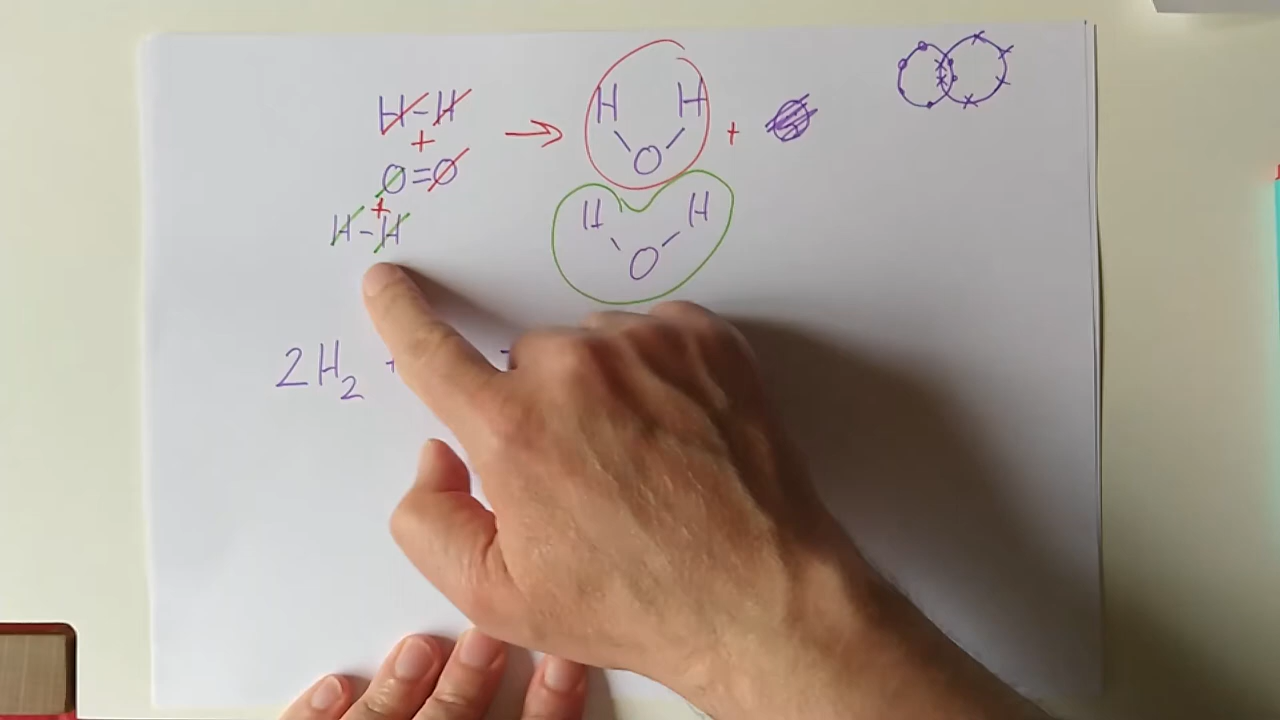 H-H → H H +
+ O
O=O
+ H H
H-H O
2H₂ +